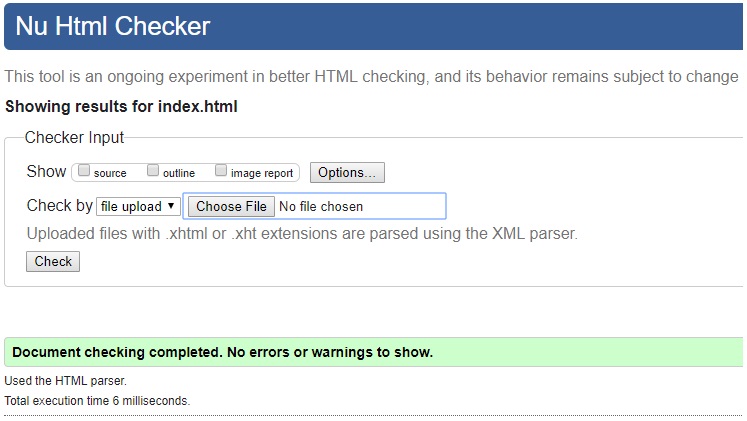 Nu Html Checker
This tool is an ongoing experiment in better HTML checking, and its behavior remains subject to change
Showing results for index.html
Checker Input
Show source outline image report Options...
Check by file upload Choose File No file chosen
Uploaded files with .xhtml or .xht extensions are parsed using the XML parser.
Check
Document checking completed. No errors or warnings to show.
Used the HTML parser.
Total execution time 6 milliseconds.